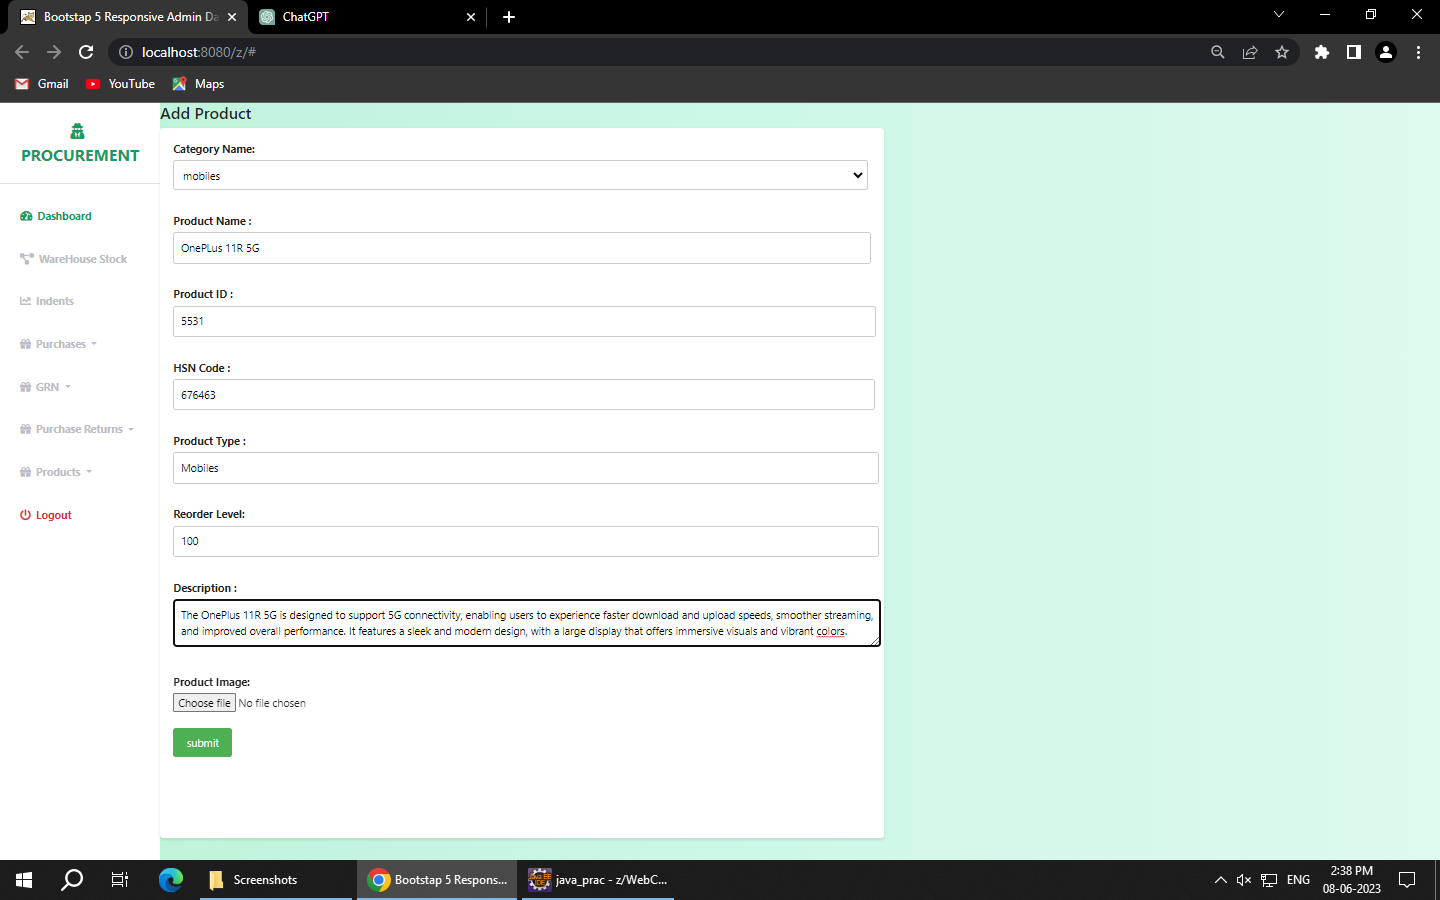 Bootstap 5 Responsive Admin Da
ChatGPT
localhost:8080/z/#
Gmail
YouTube
Maps
PROCUREMENT
Dashboard
WareHouse Stock
Indents
Purchases
GRN
Purchase Returns
Products
Logout
Add Product
Category Name:
mobiles
Product Name :
OnePLus 11R 5G
Product ID :
5531
HSN Code :
676463
Product Type :
Mobiles
Reorder Level:
100
Description :
The OnePlus 11R 5G is designed to support 5G connectivity, enabling users to experience faster download and upload speeds, smoother streaming,
and improved overall performance. It features a sleek and modern design, with a large display that offers immersive visuals and vibrant colors.
Product Image:
Choose file No file chosen
submit
Screenshots
Bootstap 5 Respons...
java_prac - z/WebC...
ENG
2:38 PM
08-06-2023